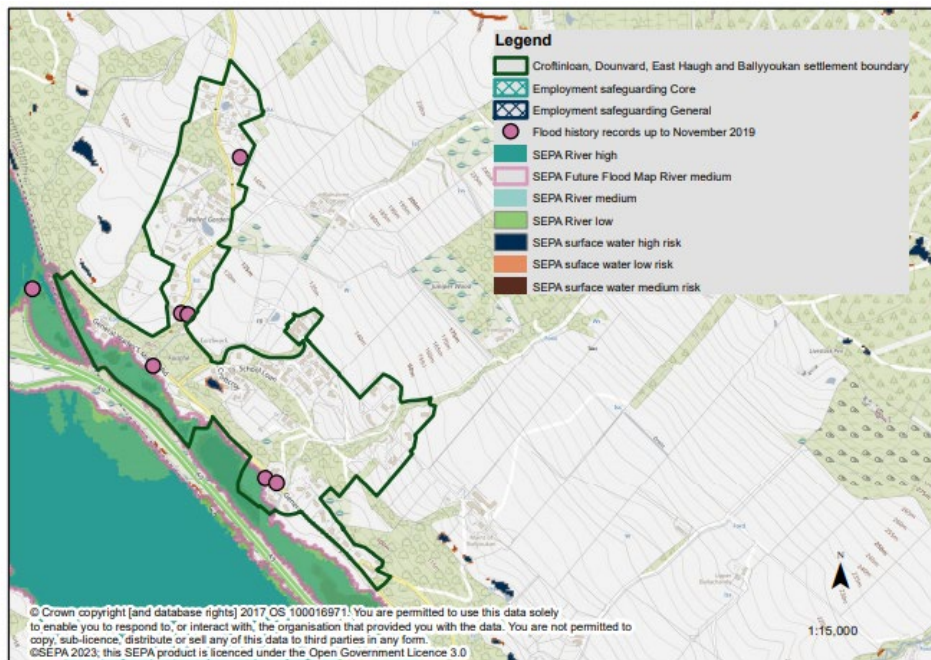 Legend
Croftinloan, Dounvard, East Haugh and Ballyyoukan settlement boundary
Employment safeguarding Core
Employment safeguarding General
Flood history records up to November 2019
SEPA River high
SEPA Future Flood Map River medium
SEPA River medium
SEPA River low
SEPA surface water high risk
SEPA suface water low risk
SEPA surface water medium risk
Walled Garden
Juniper Wood
School Loan
N
1:15,000
© Crown copyright [and database rights] 2017 OS 100016971. You are permitted to use this data solely
to enable you to respond to, or interact with, the organisation that provided you with the data. You are not permitted to
copy, sub-licence, distribute or sell any of this data to third parties in any form.
©SEPA 2023; this SEPA product is licenced under the Open Government Licence 3.0